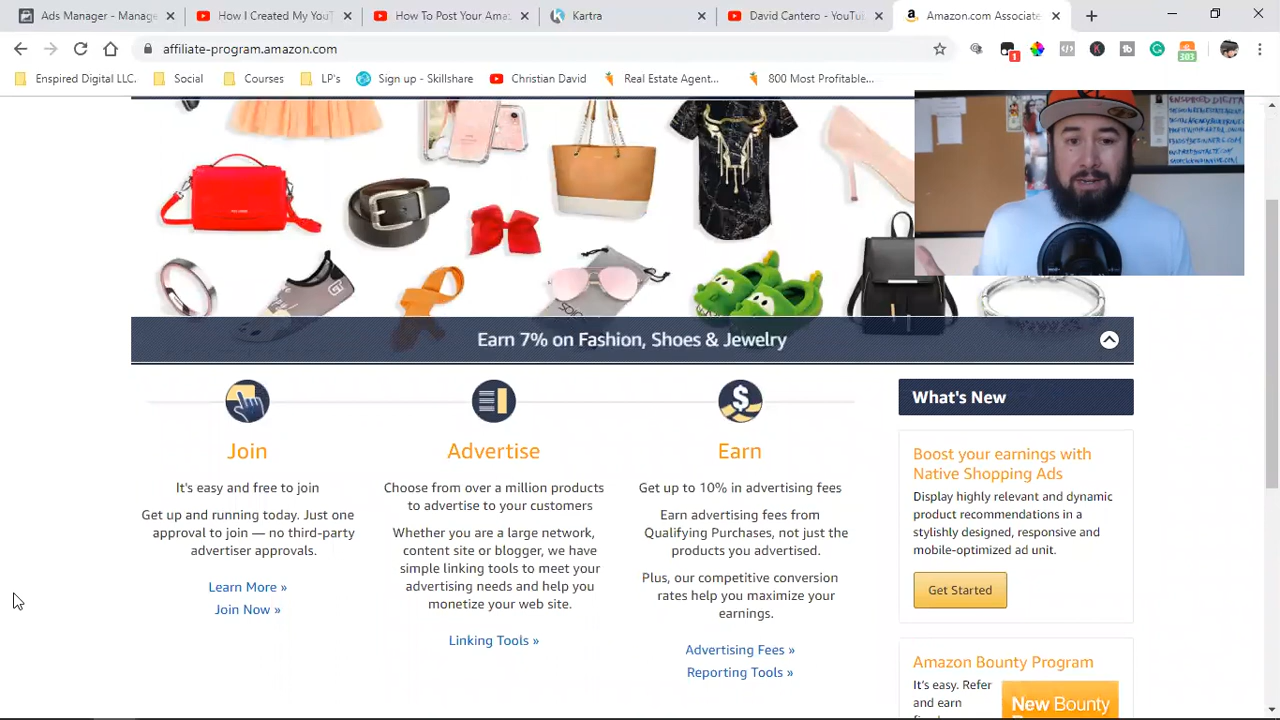 Ads Manager - Manage
How I Created My YouT
How To Post Your Ama
Kartra
David Cantero - YouTu
Amazon.com Associate
affiliate-program.amazon.com
1
303
Enspired Digital LLC.
Social
Courses
LP's
Sign up - Skillshare
Christian David
Real Estate Agent...
800 Most Profitable...
Earn 7% on Fashion, Shoes & Jewelry
Join
It's easy and free to join
Get up and running today. Just one
approval to join — no third-party
advertiser approvals.
Learn More »
Join Now »
Advertise
Choose from over a million products
to advertise to your customers
Whether you are a large network,
content site or blogger, we have
simple linking tools to meet your
advertising needs and help you
monetize your web site.
Linking Tools »
Earn
Get up to 10% in advertising fees
Earn advertising fees from
Qualifying Purchases, not just the
products you advertised.
Plus, our competitive conversion
rates help you maximize your
earnings.
Advertising Fees »
Reporting Tools »
What's New
Boost your earnings with
Native Shopping Ads
Display highly relevant and dynamic
product recommendations in a
stylishly designed, responsive and
mobile-optimized ad unit.
Get Started
Amazon Bounty Program
It's easy. Refer
and earn
New Bounty